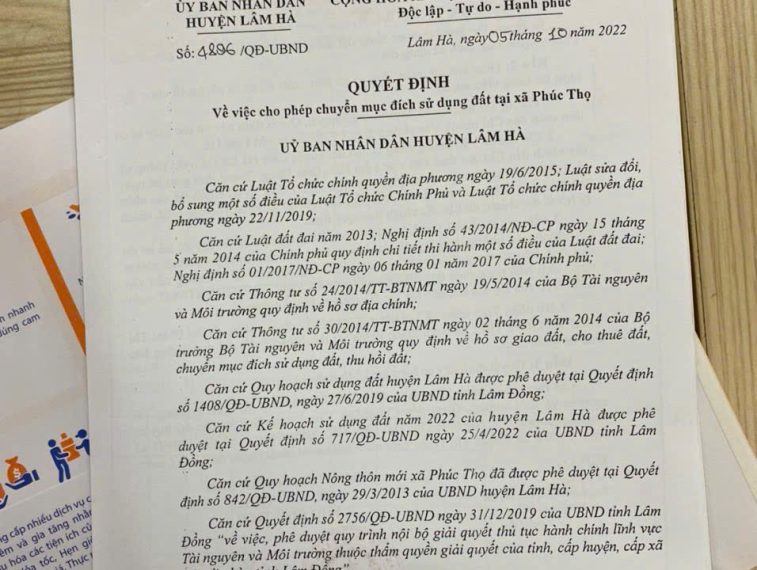 ỦY BAN NHÂN DÂN
HUYỆN LÂM HÀ
Độc lập - Tự do - Hạnh phúc
Số: 4896/QĐ-UBND
Lâm Hà, ngày 05 tháng 10 năm 2022
QUYẾT ĐỊNH
Về việc cho phép chuyển mục đích sử dụng đất tại xã Phúc Thọ
UỶ BAN NHÂN DÂN HUYỆN LÂM HÀ
Căn cứ Luật Tổ chức chính quyền địa phương ngày 19/6/2015; Luật sửa đổi,
bổ sung một số điều của Luật Tổ chức Chính Phủ và Luật Tổ chức chính quyền địa
phương ngày 22/11/2019;
Căn cứ Luật đất đai năm 2013; Nghị định số 43/2014/NĐ-CP ngày 15 tháng
5 năm 2014 của Chính phủ quy định chi tiết thi hành một số điều của Luật đất đai;
Nghị định số 01/2017/NĐ-CP ngày 06 tháng 01 năm 2017 của Chính phủ;
Căn cứ Thông tư số 24/2014/TT-BTNMT ngày 19/5/2014 của Bộ Tài nguyên
và Môi trường quy định về hồ sơ địa chính;
Căn cứ Thông tư số 30/2014/TT-BTNMT ngày 02 tháng 6 năm 2014 của Bộ
trưởng Bộ Tài nguyên và Môi trường quy định về hồ sơ giao đất, cho thuê đất,
chuyển mục đích sử dụng đất, thu hồi đất;
Căn cứ Quy hoạch sử dụng đất huyện Lâm Hà được phê duyệt tại Quyết định
số 1408/QĐ-UBND, ngày 27/6/2019 của UBND tỉnh Lâm Đồng;
Căn cứ Kế hoạch sử dụng đất năm 2022 của huyện Lâm Hà được phê
duyệt tại Quyết định số 717/QĐ-UBND ngày 25/4/2022 của UBND tỉnh Lâm
Đồng;
Căn cứ Quy hoạch Nông thôn mới xã Phúc Thọ đã được phê duyệt tại Quyết
định số 842/QĐ-UBND, ngày 29/3/2013 của UBND huyện Lâm Hà;
Căn cứ Quyết định số 2756/QĐ-UBND ngày 31/12/2019 của UBND tỉnh Lâm
Đồng "về việc, phê duyệt quy trình nội bộ giải quyết thủ tục hành chính lĩnh vực
Tài nguyên và Môi trường thuộc thẩm quyền giải quyết của tỉnh, cấp huyện, cấp xã
tỉnh Lâm Đồng"
nhanh
cấp nhiều dịch vụ
và gia tăng
hóa các tiện ích